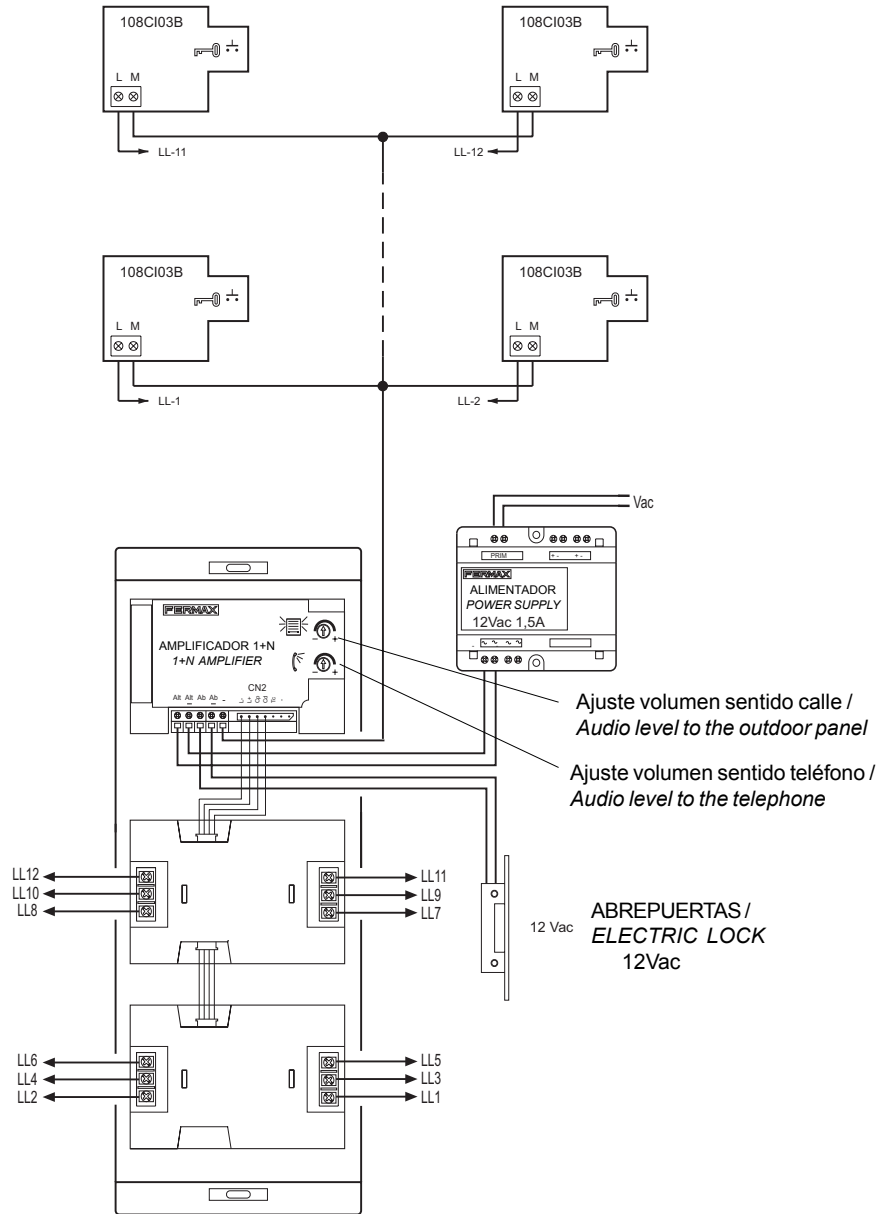 108CI03B
L M
LL-11
108CI03B
L M
LL-12
108CI03B
L M
LL-1
108CI03B
L M
LL-2
Vac
PRIM
+ - + -
FERMAX
ALIMENTADOR
POWER SUPPLY
12Vac 1,5A
- ~ ~ ~ ~
FERMAX
AMPLIFICADOR 1+N
1+N AMPLIFIER
- +
- +
CN2
Alt Alt Ab Ab -
Ajuste volumen sentido calle /
Audio level to the outdoor panel
Ajuste volumen sentido teléfono /
Audio level to the telephone
LL12
LL10
LL8
LL11
LL9
LL7
12 Vac
ABREPUERTAS /
ELECTRIC LOCK
12Vac
LL6
LL4
LL2
LL5
LL3
LL1